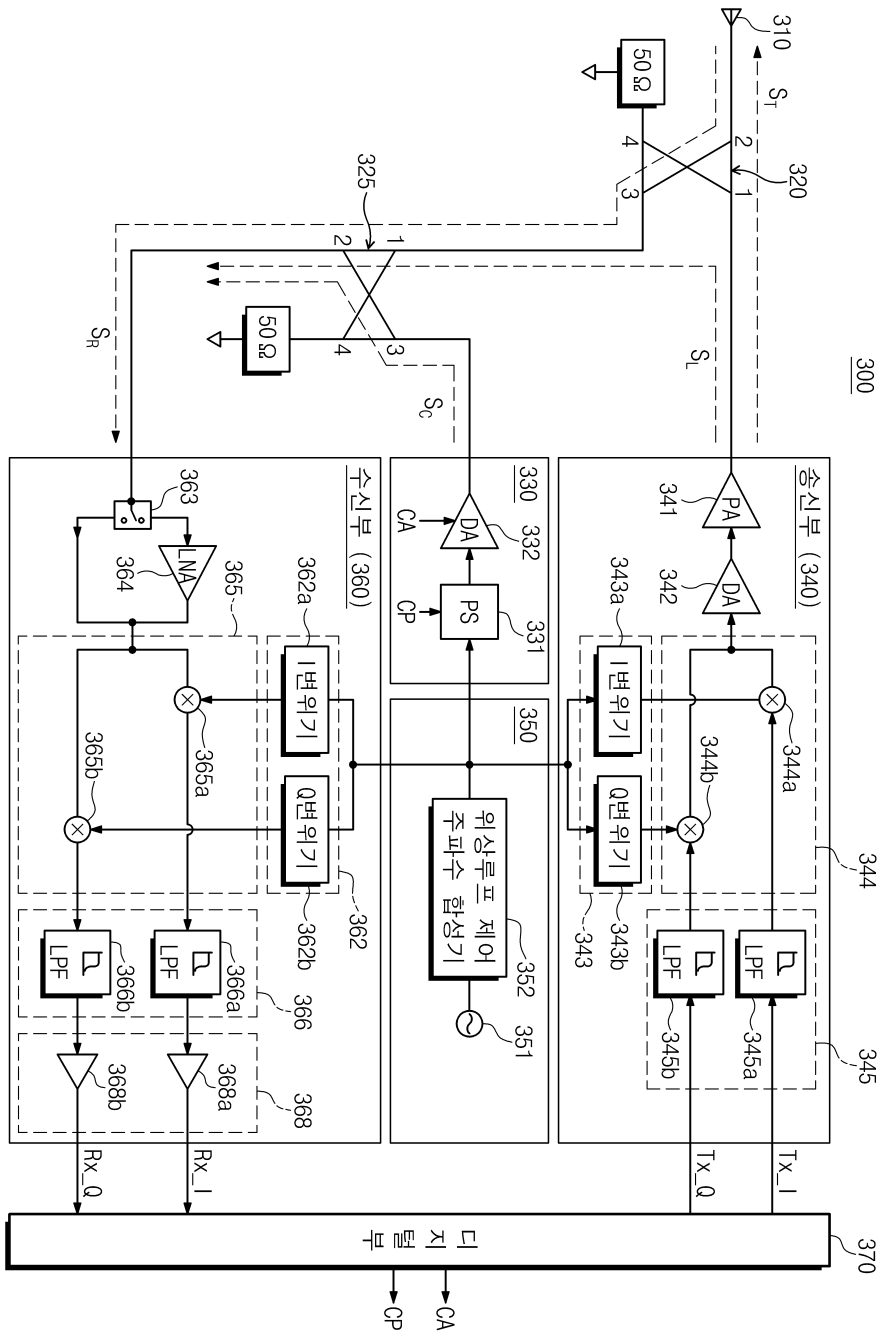 300
310
S_T
320
2
1
4
3
50Ω
325
1
2
3
4
50Ω
S_L
S_C
S_R
송신부 (340)
341
PA
342
DA
343a
I변위기
343b
Q변위기
343
344a
344b
344
LPF
345a
LPF
345b
345
Tx_I
Tx_Q
330
DA
332
CA
PS
331
CP
350
위상루프 제어
주파수 합성기
352
351
수신부 (360)
363
LNA
364
365
362a
I변위기
Q변위기
362b
362
365a
365b
LPF
366a
LPF
366b
366
368a
368b
368
Rx_I
Rx_Q
디지털부
370
CA
CP